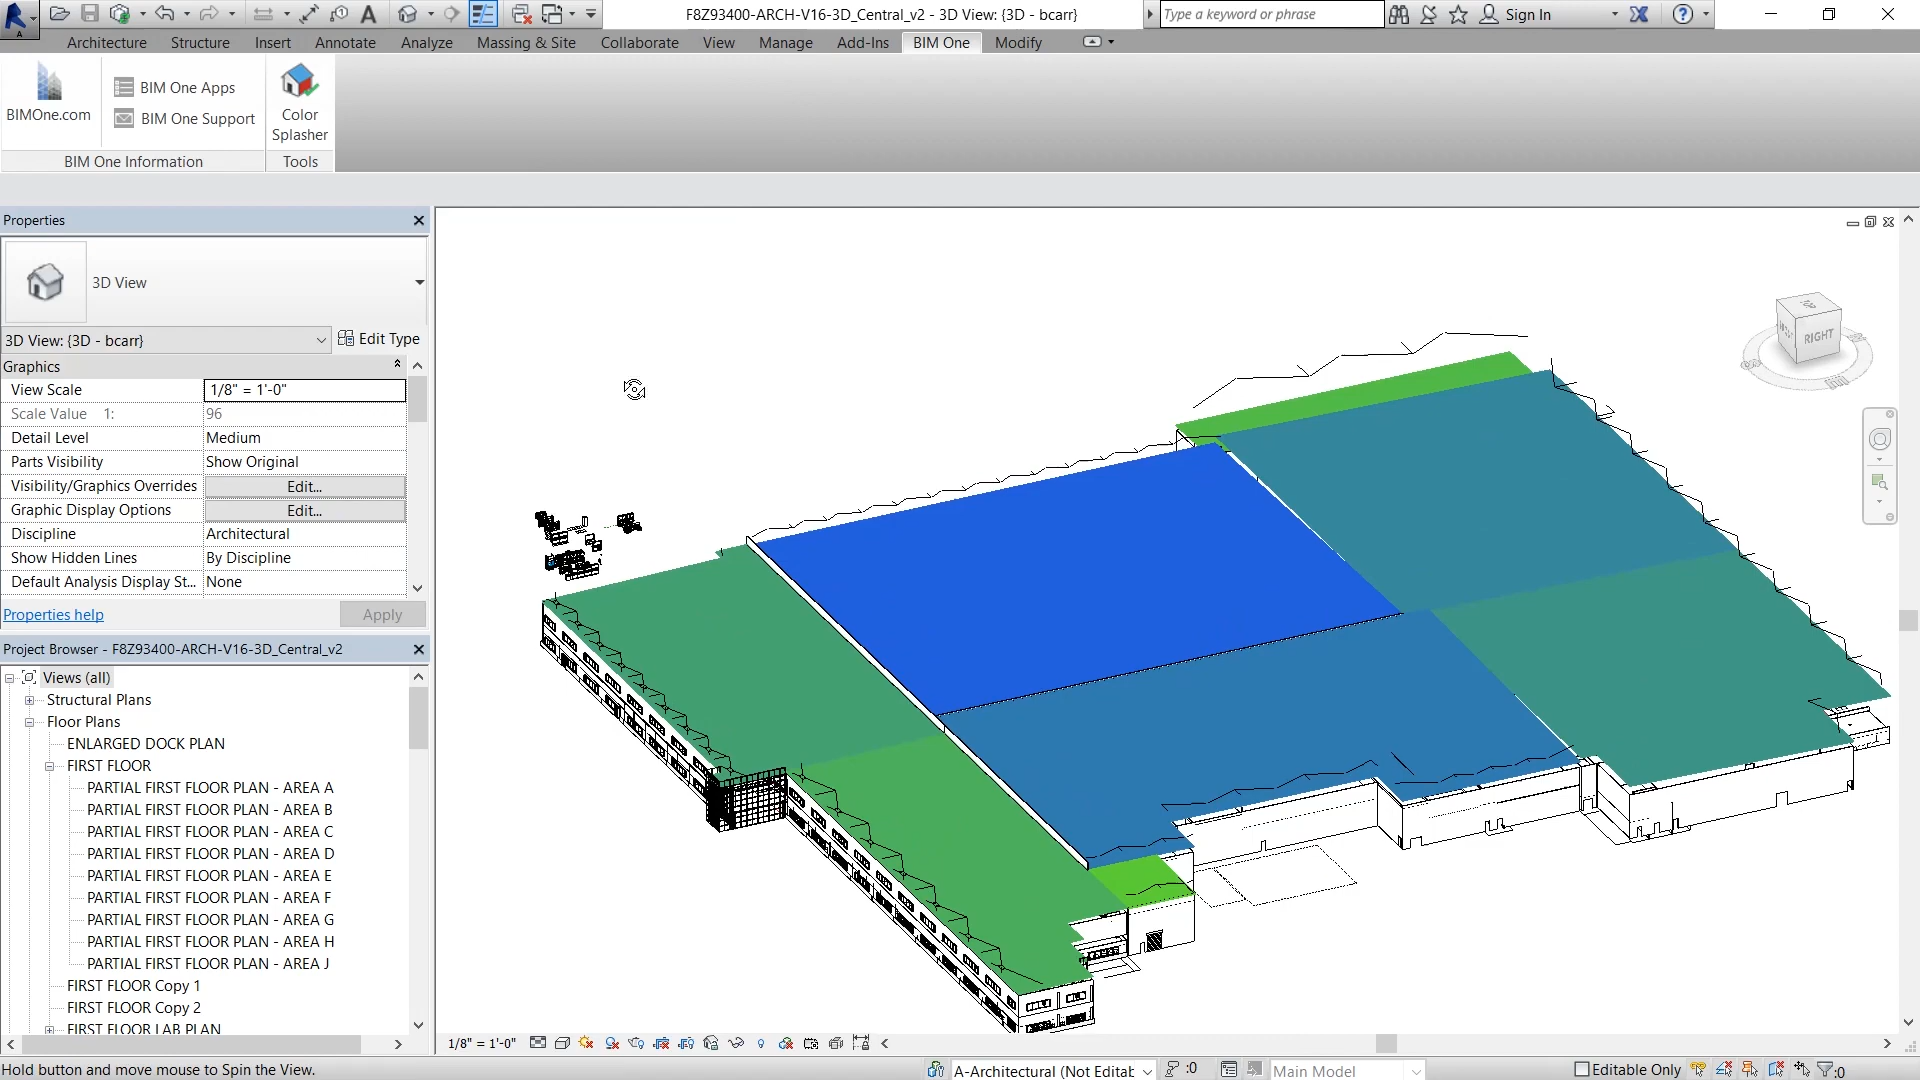 F8Z93400-ARCH-V16-3D_Central_v2 - 3D View: {3D - bcarr}
Type a keyword or phrase
Sign In
Architecture Structure Insert Annotate Analyze Massing & Site Collaborate View Manage Add-Ins BIM One Modify
BIMOne.com
BIM One Apps
BIM One Support
Color
Splasher
BIM One Information
Tools
Properties
3D View
3D View: {3D - bcarr}
Edit Type
Graphics
View Scale 1/8" = 1'-0"
Scale Value 1: 96
Detail Level Medium
Parts Visibility Show Original
Visibility/Graphics Overrides Edit...
Graphic Display Options Edit...
Discipline Architectural
Show Hidden Lines By Discipline
Default Analysis Display St... None
Properties help
Apply
Project Browser - F8Z93400-ARCH-V16-3D_Central_v2
Views (all)
Structural Plans
Floor Plans
ENLARGED DOCK PLAN
FIRST FLOOR
PARTIAL FIRST FLOOR PLAN - AREA A
PARTIAL FIRST FLOOR PLAN - AREA B
PARTIAL FIRST FLOOR PLAN - AREA C
PARTIAL FIRST FLOOR PLAN - AREA D
PARTIAL FIRST FLOOR PLAN - AREA E
PARTIAL FIRST FLOOR PLAN - AREA F
PARTIAL FIRST FLOOR PLAN - AREA G
PARTIAL FIRST FLOOR PLAN - AREA H
PARTIAL FIRST FLOOR PLAN - AREA J
FIRST FLOOR Copy 1
FIRST FLOOR Copy 2
FIRST FLOOR LAB PLAN
TOP
RIGHT
1/8" = 1'-0"
Hold button and move mouse to Spin the View.
A-Architectural (Not Editab
:0
Main Model
Editable Only
:0